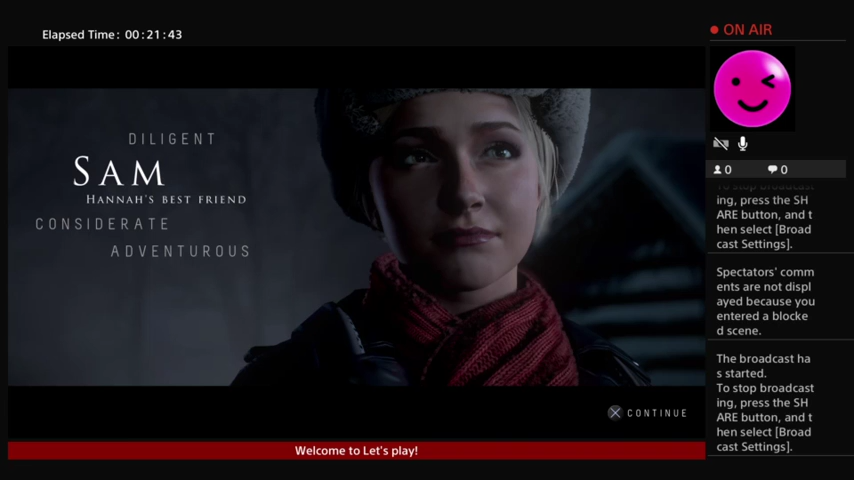 Elapsed Time: 00:21:43
ON AIR
DILIGENT
SAM
HANNAH'S BEST FRIEND
CONSIDERATE
ADVENTUROUS
CONTINUE
Welcome to Let's play!
0 0
To stop broadcast
ing, press the SH
ARE button, and t
hen select [Broad
cast Settings].
Spectators' comm
ents are not displ
ayed because you
entered a blocke
d scene.
The broadcast ha
s started.
To stop broadcast
ing, press the SH
ARE button, and t
hen select [Broad
cast Settings].